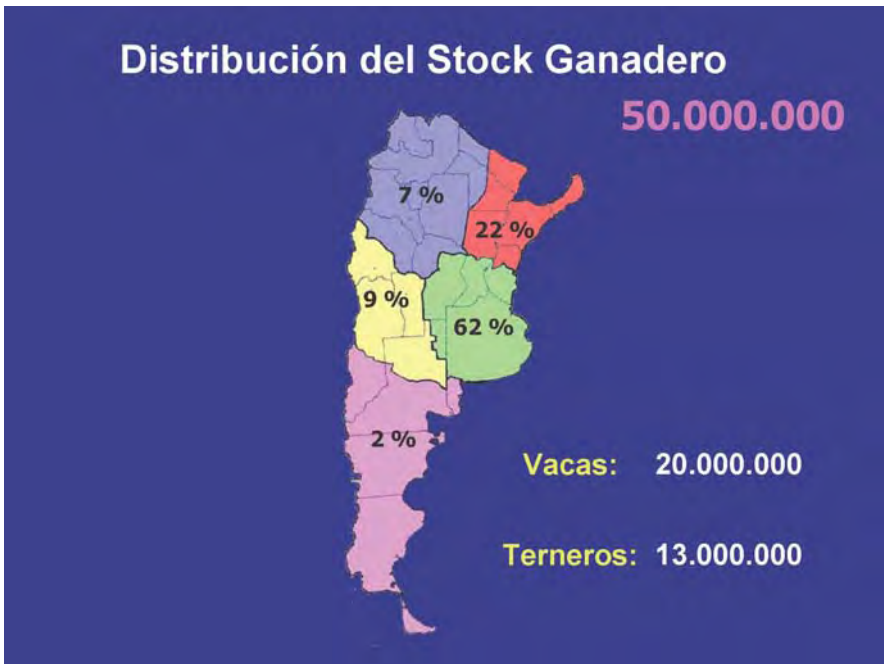 Distribución del Stock Ganadero
50.000.000
7 %
22 %
9 %
62 %
2 %
Vacas: 20.000.000
Terneros: 13.000.000